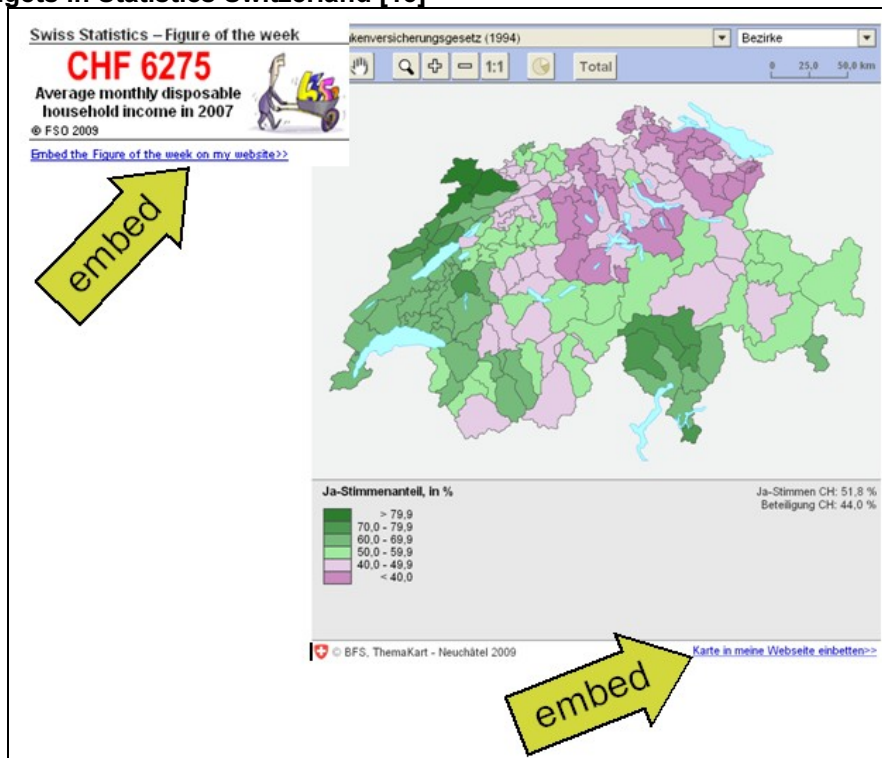 in Statistics Switzerland
Swiss Statistics – Figure of the week
CHF 6275
Average monthly disposable
household income in 2007
© FSO 2009
Embed the Figure of the week on my website>>
embed
(1994)
Bezirke
1:1
Total
0 25,0 50,0 km
Ja-Stimmenanteil, in %
> 79,9
70,0 - 79,9
60,0 - 69,9
50,0 - 59,9
40,0 - 49,9
< 40,0
Ja-Stimmen CH: 51,8 %
Beteiligung CH: 44,0 %
© BFS, ThemaKart - Neuchâtel 2009
Karte in meine Webseite einbetten>>
embed